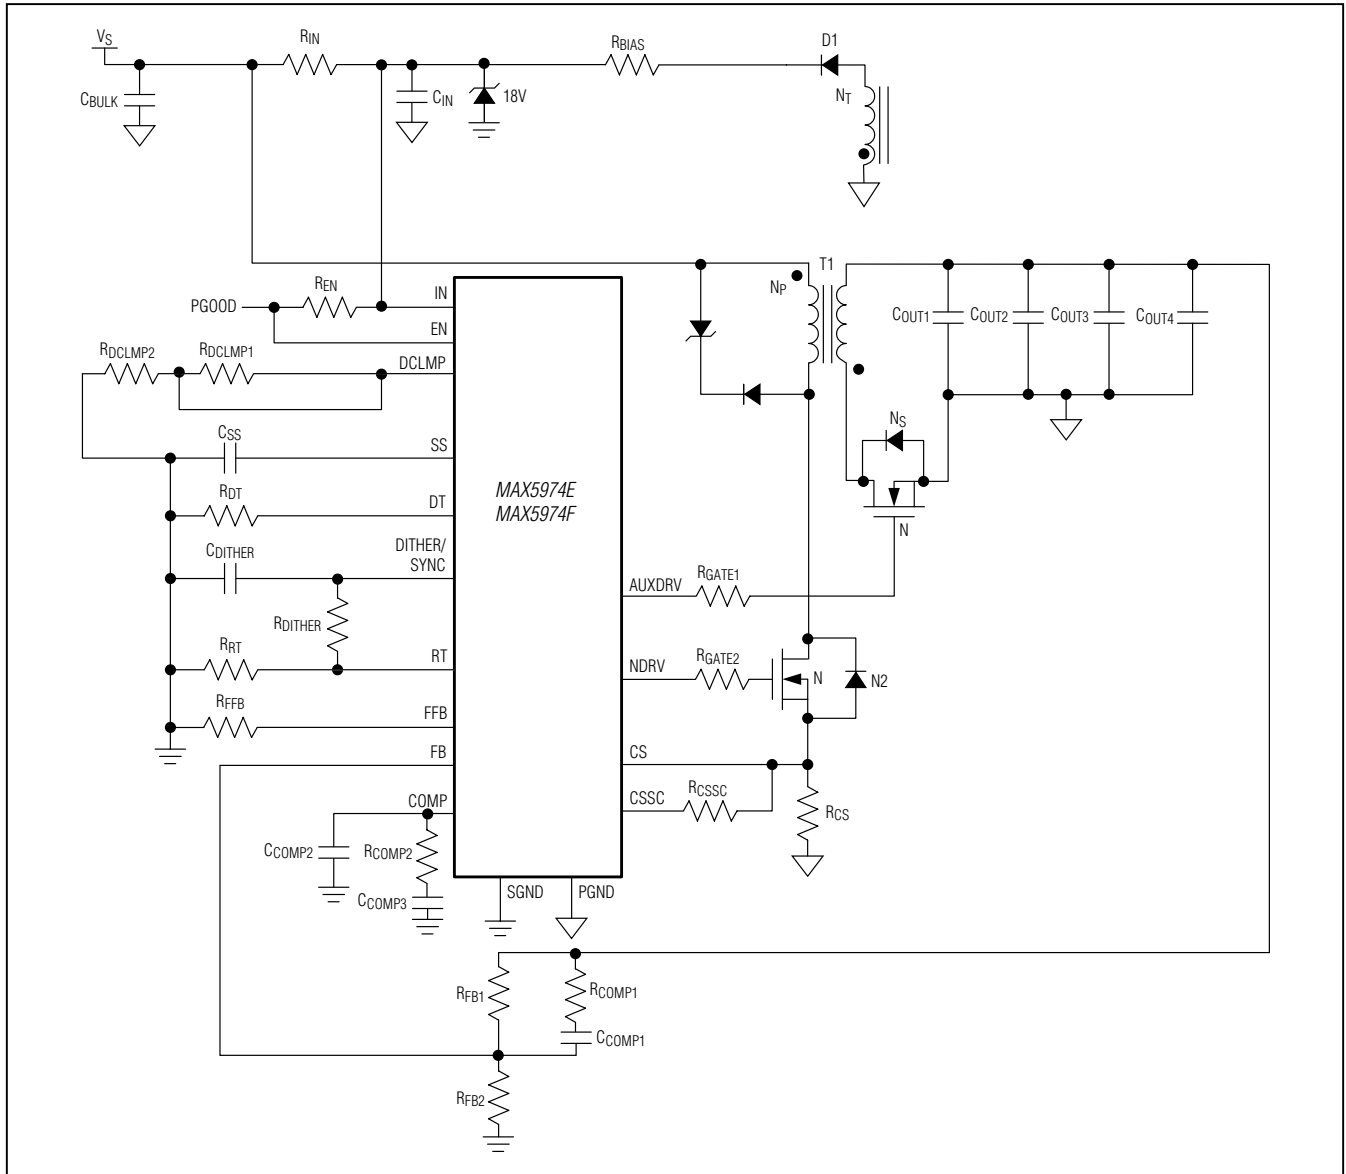 VS
RIN
RBIAS
D1
CBULK
CIN
18V
NT
T1
NP
REN
PGOOD
IN
EN
RDCLMP2
RDCLMP1
DCLMP
COUT1
COUT2
COUT3
COUT4
CSS
SS
NS
RDT
DT
MAX5974E
MAX5974F
N
CDITHER
DITHER/
SYNC
AUXDRV
RGATE1
RDITHER
RRT
RT
NDRV
RGATE2
N
N2
RFFB
FFB
FB
CS
COMP
CSSC
RCSSC
RCS
CCOMP2
RCOMP2
CCOMP3
SGND
PGND
RFB1
RCOMP1
CCOMP1
RFB2